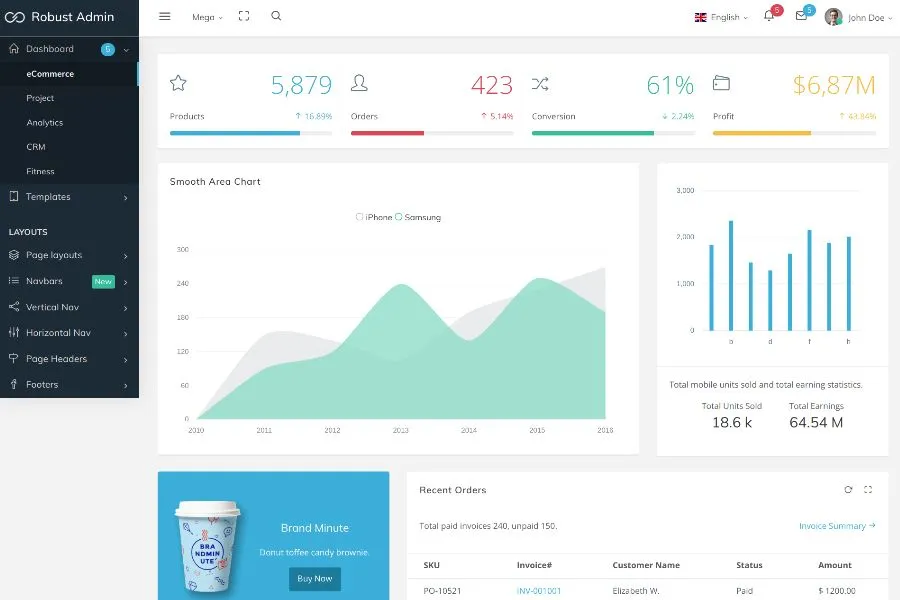 Robust Admin
Mega
English
5
5
John Doe
Dashboard 5
eCommerce
Project
Analytics
CRM
Fitness
Templates
LAYOUTS
Page layouts
Navbars New
Vertical Nav
Horizontal Nav
Page Headers
Footers
5,879
Products ↑ 16.89%
423
Orders ↑ 5.14%
61%
Conversion ↓ 2.24%
$6,87M
Profit ↑ 43.84%
Smooth Area Chart
iPhone Samsung
300
240
180
120
60
0
2010 2011 2012 2013 2014 2015 2016
3,000
2,000
1,000
0
b d f h
Total mobile units sold and total earning statistics.
Total Units Sold Total Earnings
18.6 k 64.54 M
BRA
NDMIN
UTE
Brand Minute
Donut toffee candy brownie.
Buy Now
Recent Orders
Total paid invoices 240, unpaid 150.
Invoice Summary →
SKU Invoice# Customer Name Status Amount
PO-10521 INV-001001 Elizabeth W. Paid $ 1200.00